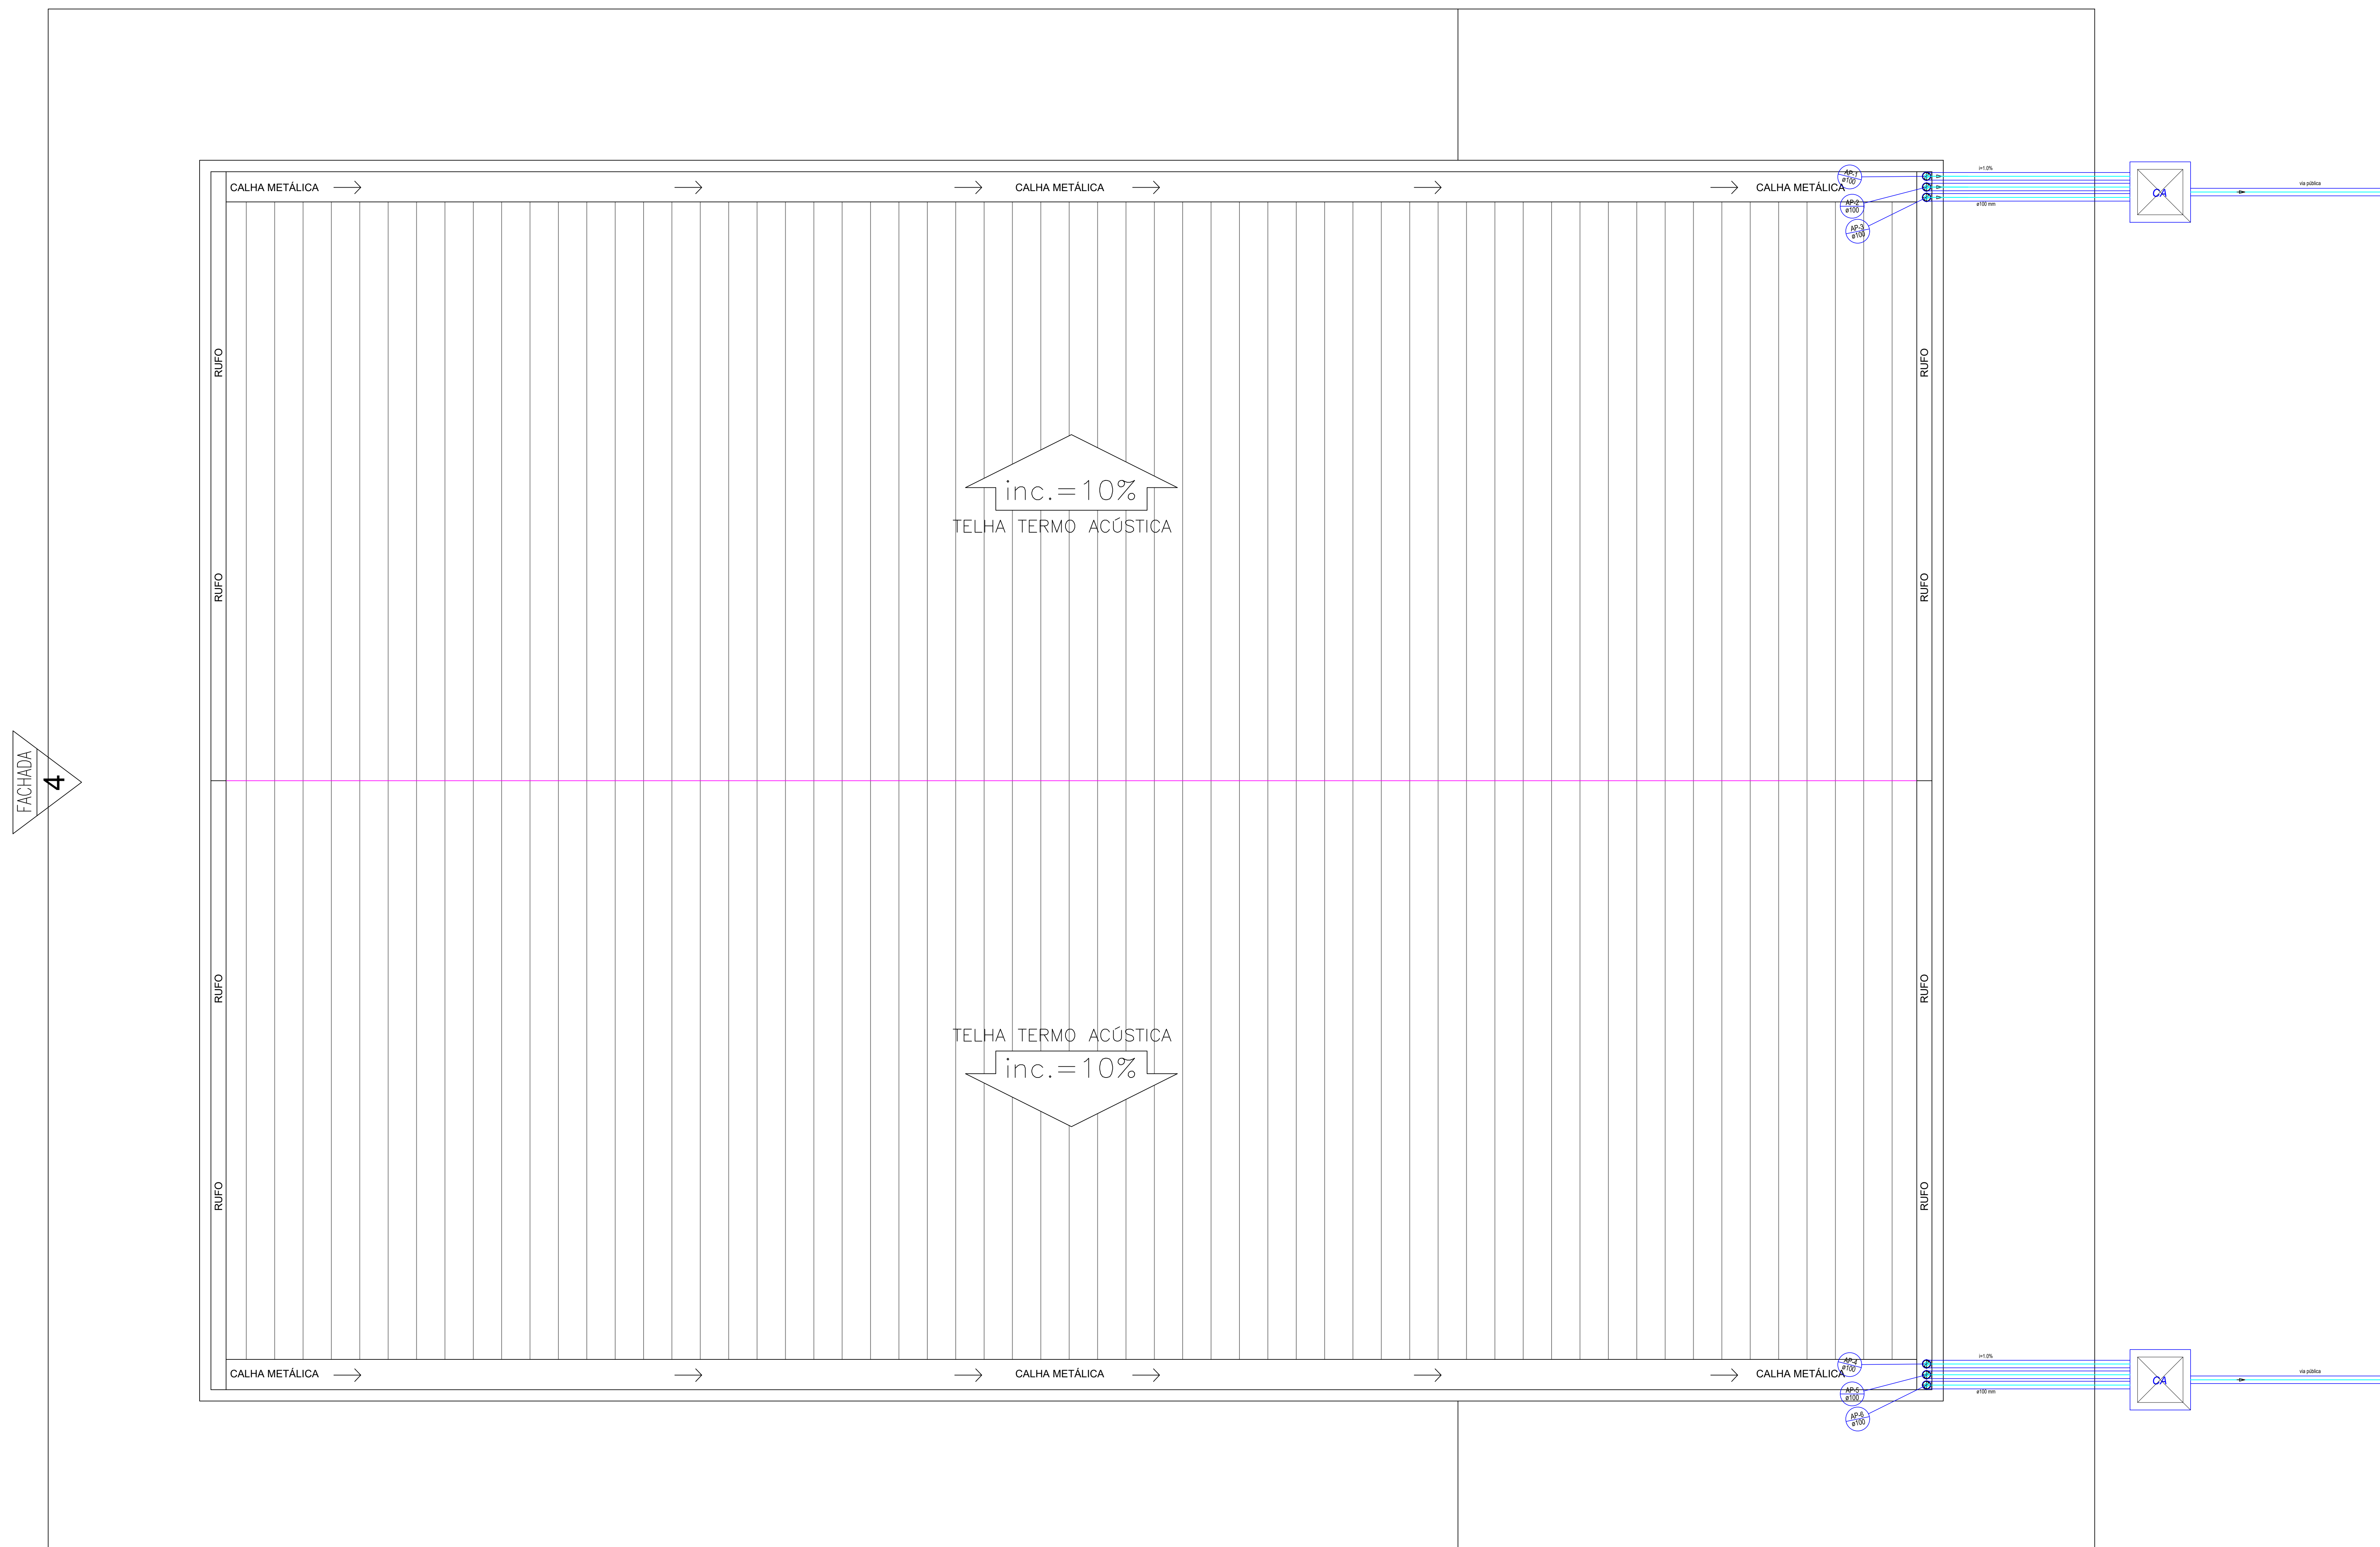 i=1.0%
AP-1
ø100
via pública
CALHA METÁLICA
CALHA METÁLICA
CALHA METÁLICA
CA
AP-2
ø100
ø100 mm
AP-3
ø100
RUFO
RUFO
inc.=10%
TELHA TERMO ACÚSTICA
RUFO
RUFO
FACHADA
4
RUFO
RUFO
TELHA TERMO ACÚSTICA
inc.=10%
RUFO
RUFO
i=1.0%
AP-4
ø100
via pública
CALHA METÁLICA
CALHA METÁLICA
CALHA METÁLICA
CA
AP-5
ø100
ø100 mm
AP-6
ø100